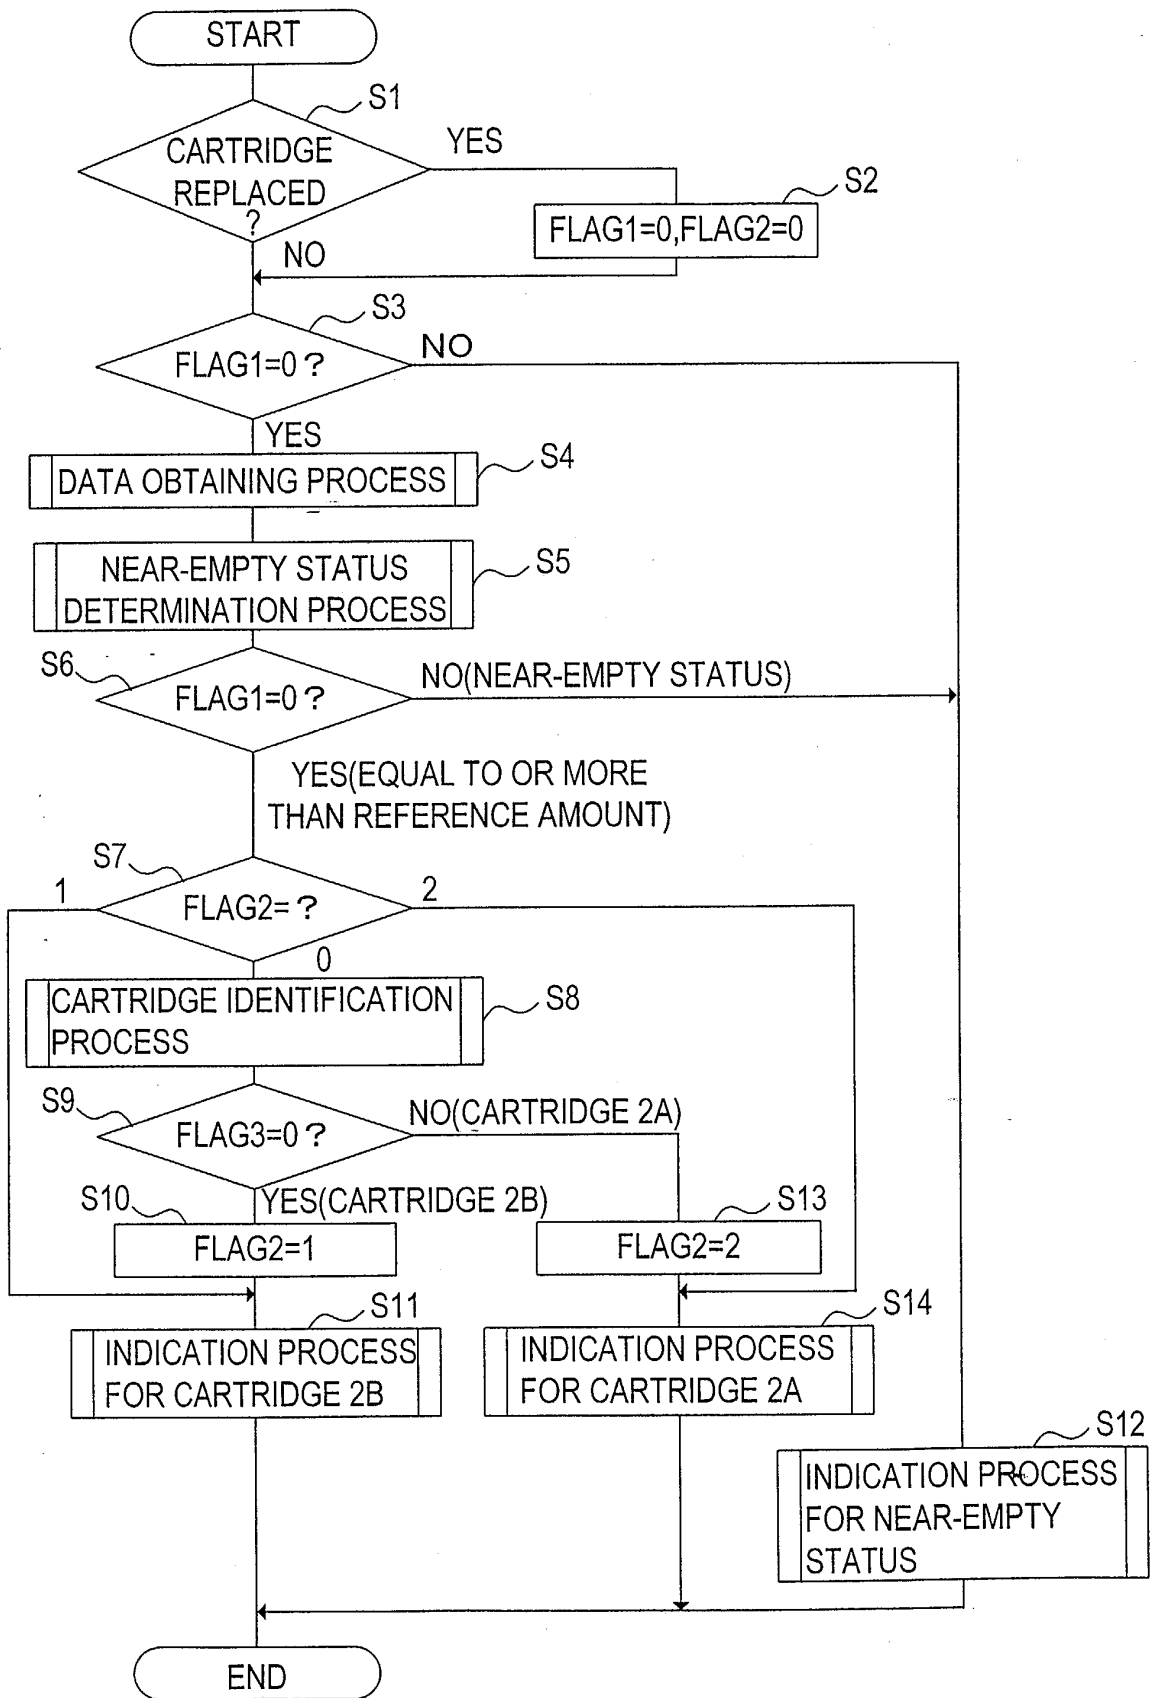 START
S1
CARTRIDGE
REPLACED
?
YES
S2
FLAG1=0,FLAG2=0
NO
S3
FLAG1=0 ?
NO
YES
S4
DATA OBTAINING PROCESS
S5
NEAR-EMPTY STATUS
DETERMINATION PROCESS
S6
FLAG1=0 ?
NO(NEAR-EMPTY STATUS)
YES(EQUAL TO OR MORE
THAN REFERENCE AMOUNT)
S7
1
FLAG2= ?
2
0
S8
CARTRIDGE IDENTIFICATION
PROCESS
S9
FLAG3=0 ?
NO(CARTRIDGE 2A)
YES(CARTRIDGE 2B)
S10
FLAG2=1
S13
FLAG2=2
S11
INDICATION PROCESS
FOR CARTRIDGE 2B
S14
INDICATION PROCESS
FOR CARTRIDGE 2A
S12
INDICATION PROCESS
FOR NEAR-EMPTY
STATUS
END